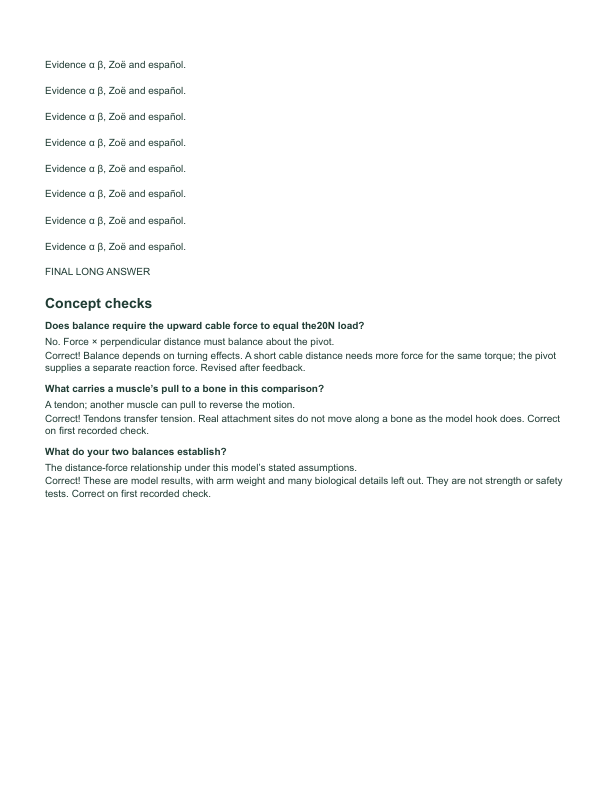 Evidence α β, Zoë and español.
Evidence α β, Zoë and español.
Evidence α β, Zoë and español.
Evidence α β, Zoë and español.
Evidence α β, Zoë and español.
Evidence α β, Zoë and español.
Evidence α β, Zoë and español.
Evidence α β, Zoë and español.
FINAL LONG ANSWER
Concept checks
Does balance require the upward cable force to equal the20N load?
No. Force × perpendicular distance must balance about the pivot.
Correct! Balance depends on turning effects. A short cable distance needs more force for the same torque; the pivot
supplies a separate reaction force. Revised after feedback.
What carries a muscle’s pull to a bone in this comparison?
A tendon; another muscle can pull to reverse the motion.
Correct! Tendons transfer tension. Real attachment sites do not move along a bone as the model hook does. Correct
on first recorded check.
What do your two balances establish?
The distance-force relationship under this model’s stated assumptions.
Correct! These are model results, with arm weight and many biological details left out. They are not strength or safety
tests. Correct on first recorded check.